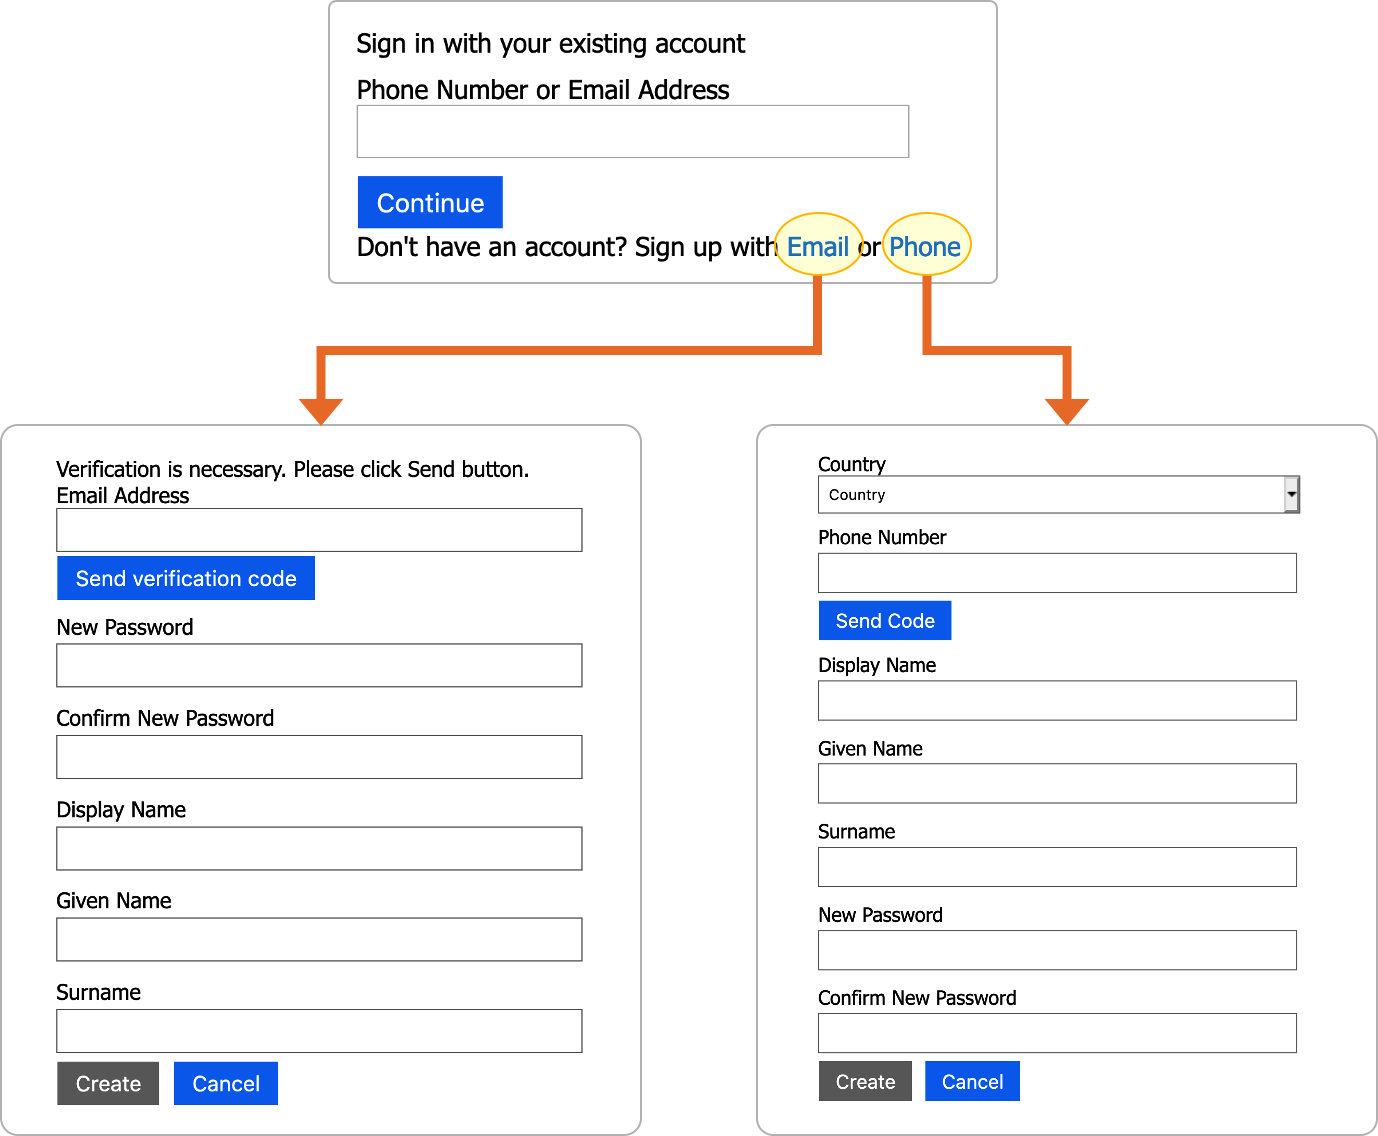 Sign in with your existing account
Phone Number or Email Address
Continue
Don't have an account? Sign up with Email or Phone
Verification is necessary. Please click Send button.
Email Address
Send verification code
New Password
Confirm New Password
Display Name
Given Name
Surname
Create Cancel
Country
Country
Phone Number
Send Code
Display Name
Given Name
Surname
New Password
Confirm New Password
Create Cancel